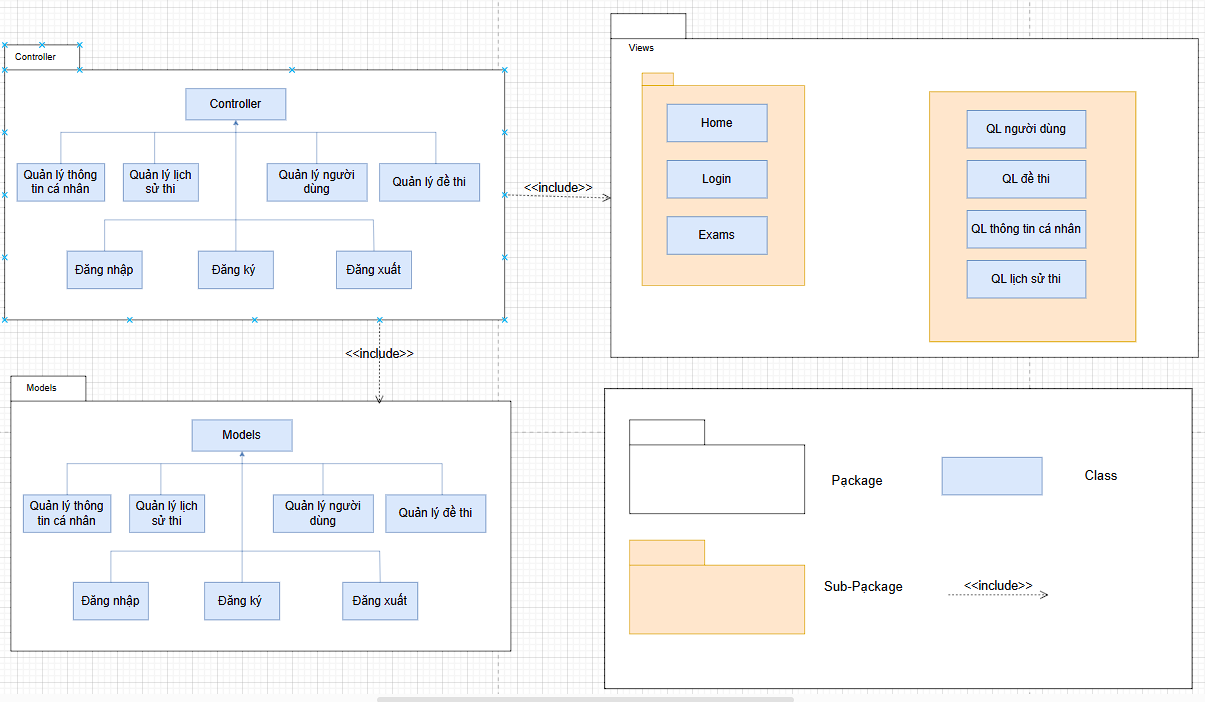 Controller
Controller
Quản lý thông
tin cá nhân
Quản lý lịch
sử thi
Quản lý người
dùng
Quản lý đề thi
Đăng nhập
Đăng ký
Đăng xuất
<<include>>
<<include>>
Views
Home
Login
Exams
QL người dùng
QL đề thi
QL thông tin cá nhân
QL lịch sử thi
Models
Models
Quản lý thông
tin cá nhân
Quản lý lịch
sử thi
Quản lý người
dùng
Quản lý đề thi
Đăng nhập
Đăng ký
Đăng xuất
Pạckage
Class
Sub-Pạckage
<<include>>